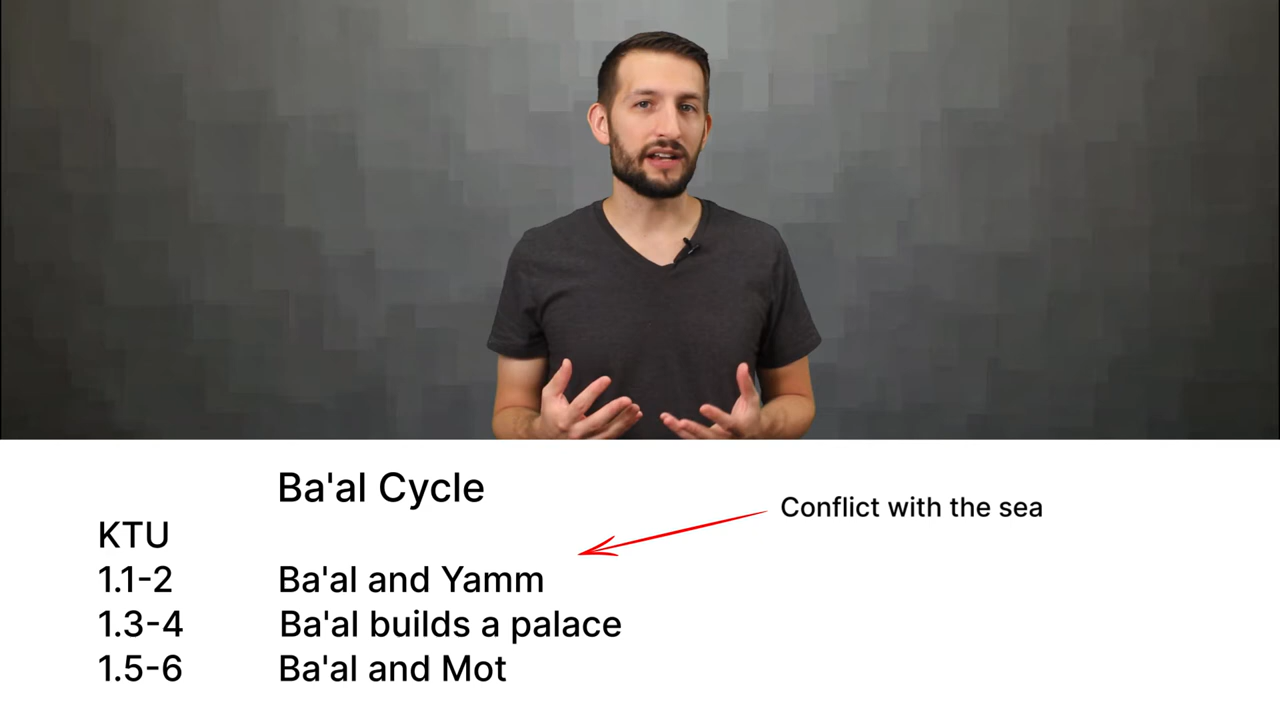 Ba'al Cycle
Conflict with the sea
KTU
1.1-2 Ba'al and Yamm
1.3-4 Ba'al builds a palace
1.5-6 Ba'al and Mot